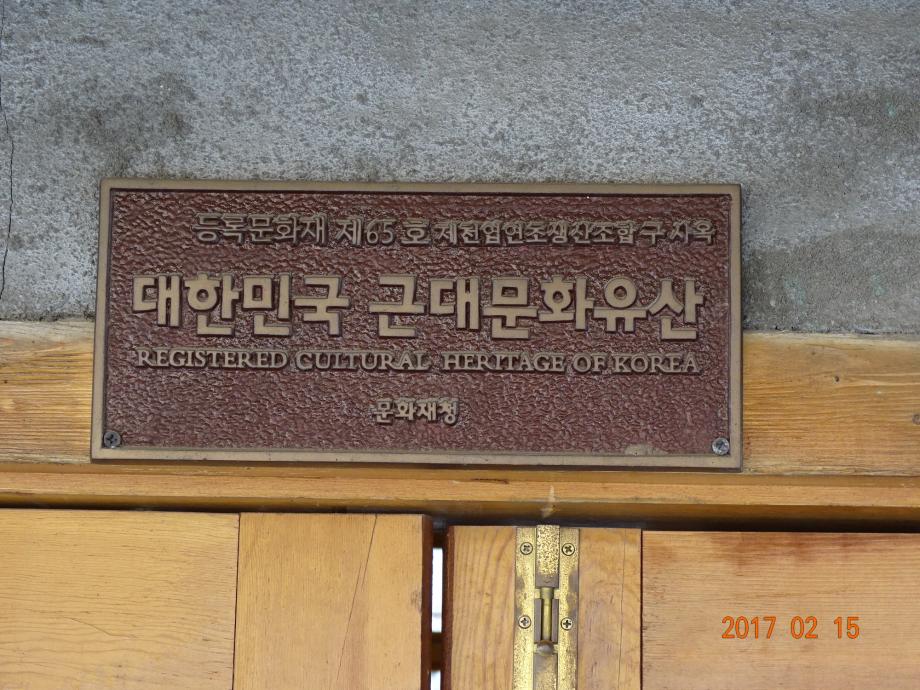 등록문화재 제65호 제천엽연초생산조합 구 사옥
대한민국 근대문화유산
REGISTERED CULTURAL HERITAGE OF KOREA
문화재청
2017 02 15